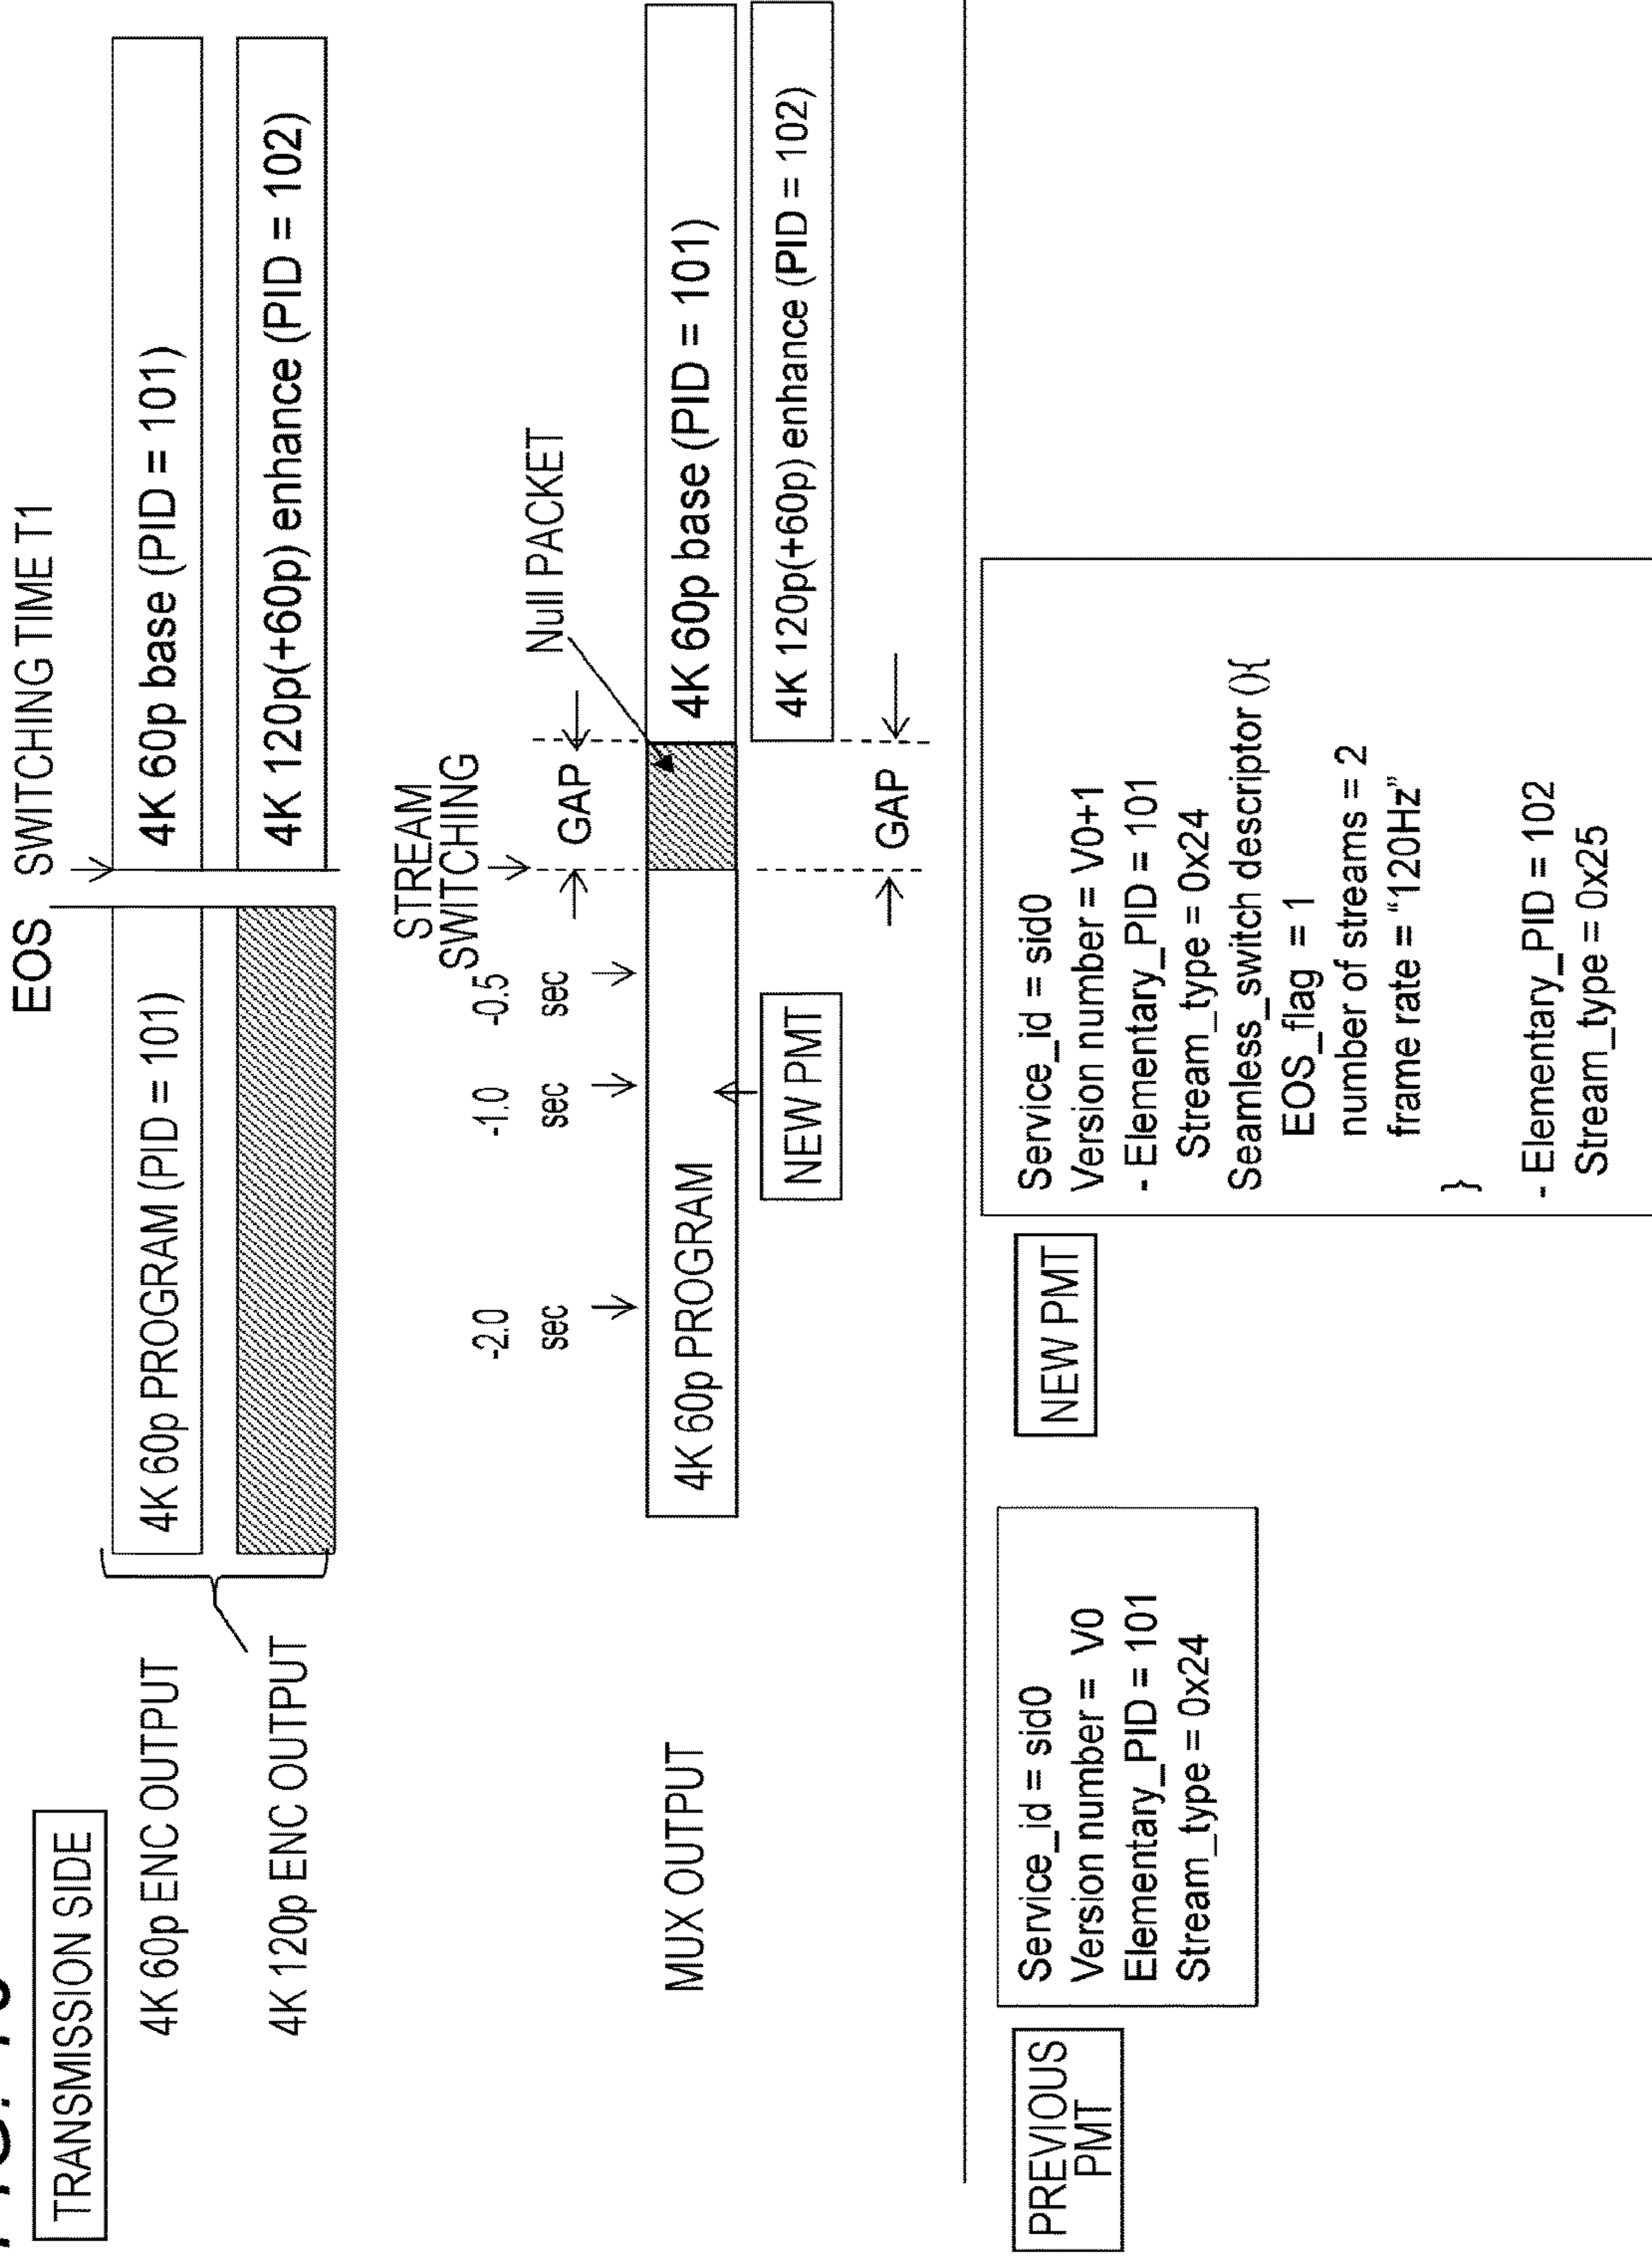 TRANSMISSION SIDE
EOS
SWITCHING TIME T1
4K 60p ENC OUTPUT
4K 60p PROGRAM (PID = 101)
4K 60p base (PID = 101)
4K 120p ENC OUTPUT
4K 120p(+60p) enhance (PID = 102)
STREAM
SWITCHING
-2.0
sec
-1.0
sec
-0.5
sec
GAP
Null PACKET
MUX OUTPUT
4K 60p PROGRAM
4K 60p base (PID = 101)
NEW PMT
4K 120p(+60p) enhance (PID = 102)
GAP
PREVIOUS
PMT
Service_id = sid0
Version number = V0
Elementary_PID = 101
Stream_type = 0x24
NEW PMT
Service_id = sid0
Version number = V0+1
- Elementary_PID = 101
Stream_type = 0x24
Seamless_switch descriptor (){
EOS_flag = 1
number of streams = 2
frame rate = “120Hz”
}
- Elementary_PID = 102
Stream_type = 0x25